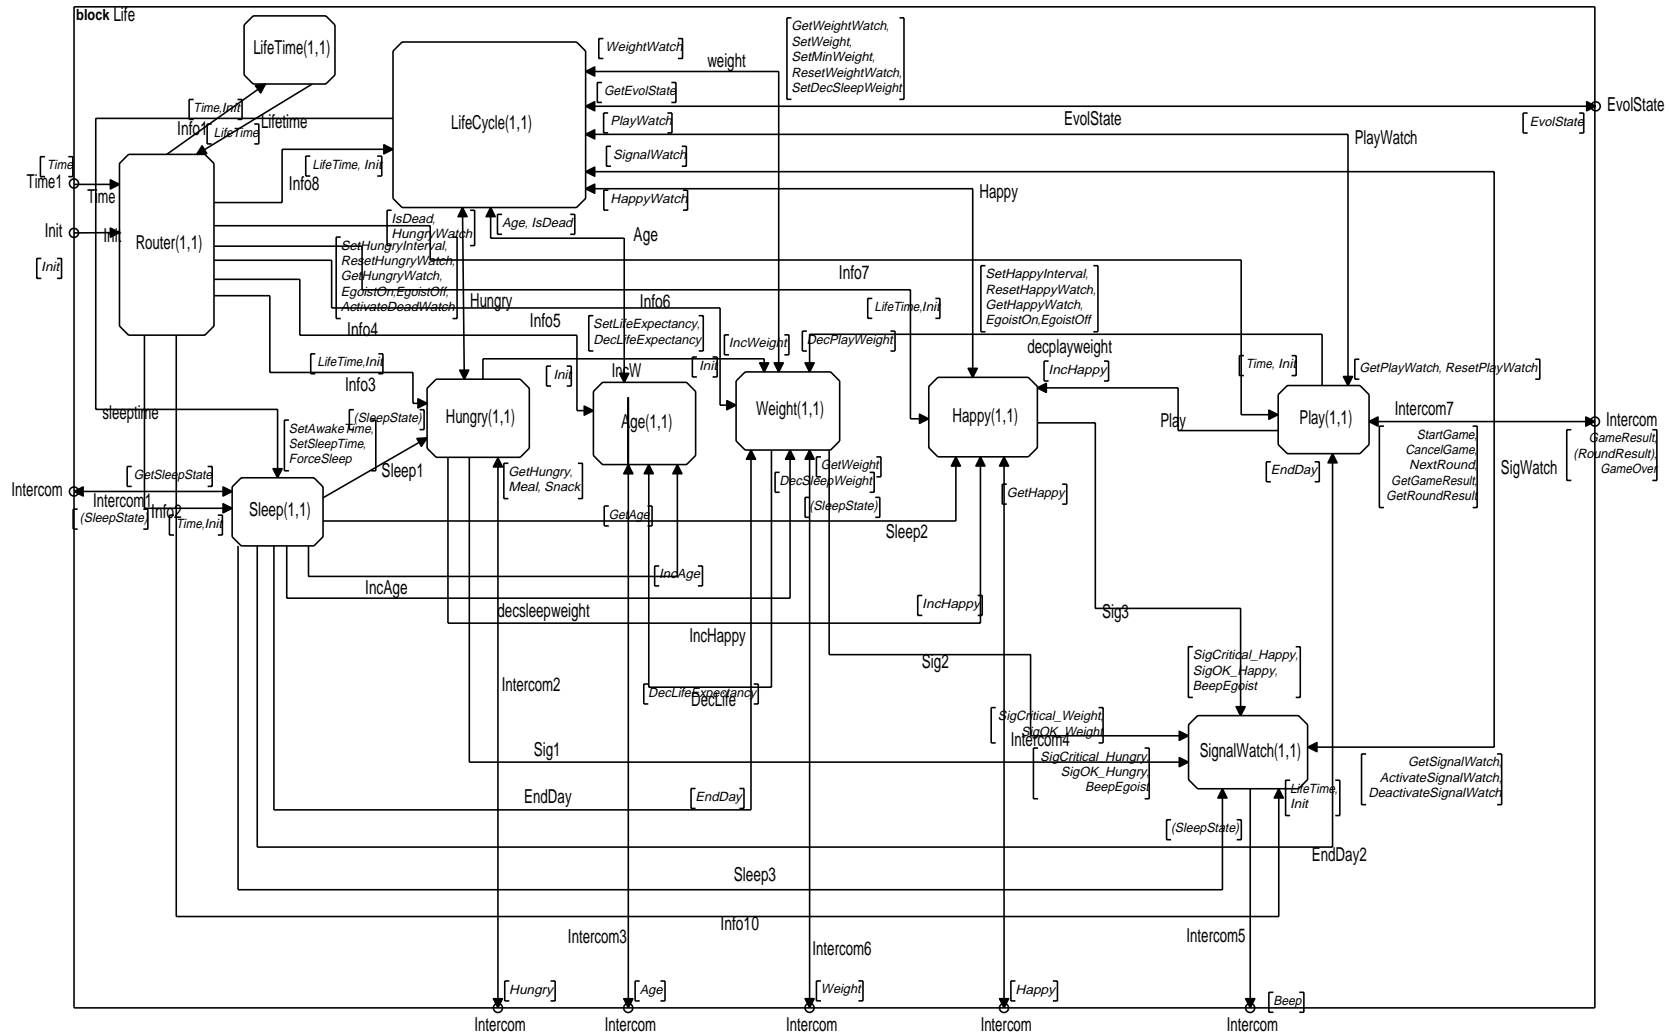 block Life
LifeTime(1,1)
WeightWatch
weight
GetWeightWatch,
SetWeight,
SetMinWeight,
ResetWeightWatch,
SetDecSleepWeight
GetEvolState
EvolState
EvolState
EvolState
LifeCycle(1,1)
PlayWatch
PlayWatch
SignalWatch
HappyWatch
Happy
Time,Init
Info1
Lifetime
LifeTime
Time
Time1
Time
LifeTime, Init
Info8
Init
Init
Init
Router(1,1)
IsDead,
HungryWatch
Age, IsDead
Age
SetHungryInterval,
ResetHungryWatch,
GetHungryWatch,
EgoistOn,EgoistOff,
ActivateDeadWatch
Hungry
Info7
Info6
Info5
Info4
LifeTime,Init
SetHappyInterval,
ResetHappyWatch,
GetHappyWatch,
EgoistOn,EgoistOff
SetLifeExpectancy,
DecLifeExpectancy
IncWeight
DecPlayWeight
decplayweight
LifeTime,Init
Info3
Init
IncW
Init
IncHappy
Time, Init
GetPlayWatch, ResetPlayWatch
sleeptime
SetAwakeTime,
SetSleepTime,
ForceSleep
(SleepState)
Hungry(1,1)
Age(1,1)
Weight(1,1)
Happy(1,1)
Play
Play(1,1)
Intercom7
Intercom
StartGame,
CancelGame,
NextRound,
GetGameResult,
GetRoundResult
SigWatch
GameResult,
(RoundResult),
GameOver
Sleep1
GetSleepState
Intercom
Intercom1
(SleepState)
Info2
Time,Init
Sleep(1,1)
GetHungry,
Meal, Snack
GetAge
GetWeight
DecSleepWeight
(SleepState)
GetHappy
EndDay
Sleep2
IncAge
IncAge
decsleepweight
IncHappy
IncHappy
Sig3
Sig2
Intercom2
DecLifeExpectancy
DecLife
SigCritical_Happy,
SigOK_Happy,
BeepEgoist
SigCritical_Weight,
SigOK_Weight
Intercom4
Sig1
SigCritical_Hungry,
SigOK_Hungry,
BeepEgoist
SignalWatch(1,1)
GetSignalWatch,
ActivateSignalWatch,
DeactivateSignalWatch
LifeTime,
Init
EndDay
EndDay
(SleepState)
EndDay2
Sleep3
Info10
Intercom3
Intercom6
Intercom5
Hungry
Age
Weight
Happy
Beep
Intercom
Intercom
Intercom
Intercom
Intercom